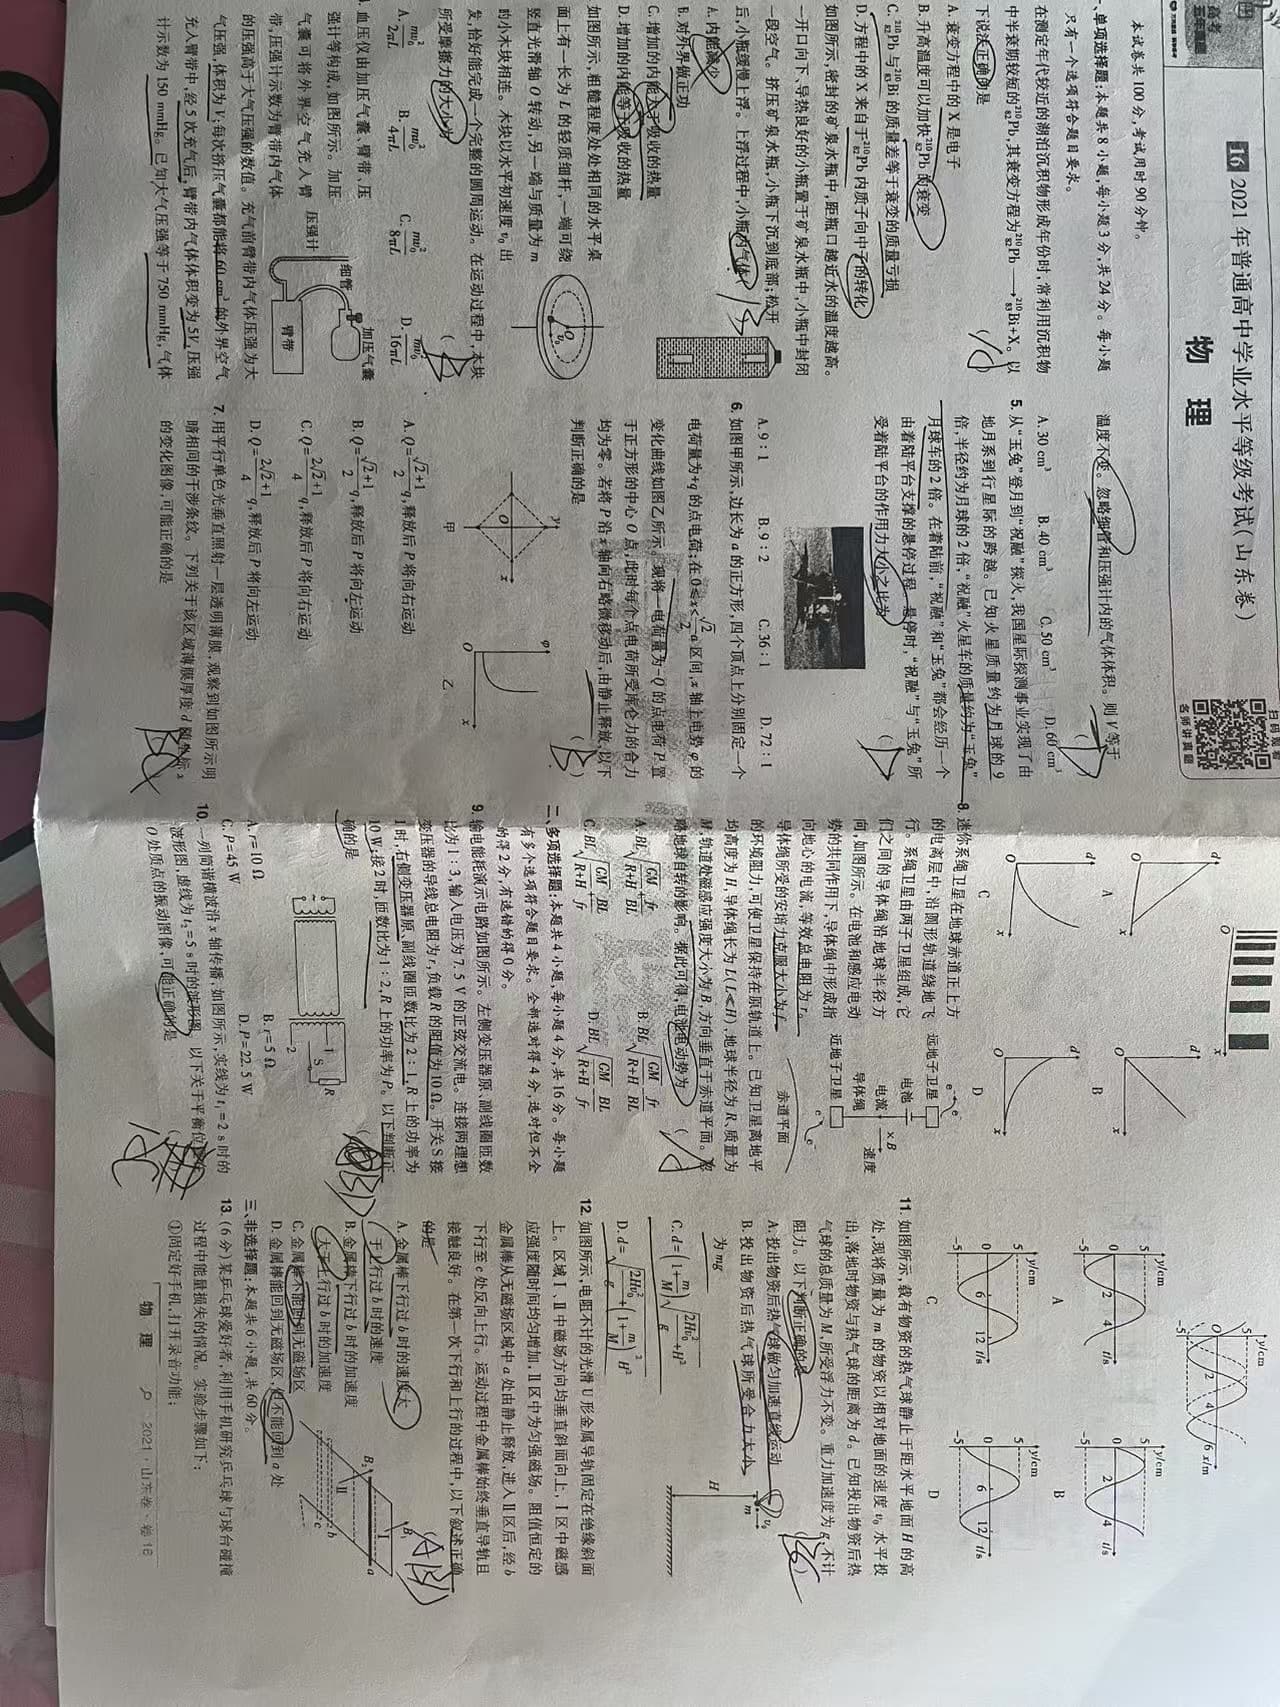 16 2021年普通高中学业水平等级考试(山东卷)
物 理
本试卷共100分,考试用时90分钟。
一、单项选择题:本题共8小题,每小题3分,共24分。每小题
只有一个选项符合题目要求。
在测定年代较近的湖泊沉积物形成年份时,常利用沉积物
中半衰期较短的²¹⁰₈₂Pb,其衰变方程为²¹⁰₈₂Pb⟶²¹⁰₈₃Bi+X。以
下说法正确的是
A.衰变方程中的X是电子
B.升高温度可以加快²¹⁰₈₂Pb的衰变
C.²¹⁰₈₂Pb与²¹⁰₈₃Bi的质量差等于衰变的质量亏损
D.方程中的X来自于²¹⁰₈₂Pb内质子向中子的转化
如图所示,密封的矿泉水瓶中,距瓶口越近水的温度越高。
一开口向下、导热良好的小瓶置于矿泉水瓶中,小瓶中封闭
一段空气。挤压矿泉水瓶,小瓶下沉到底部;松开
后,小瓶缓慢上浮。上浮过程中,小瓶内气体
A.内能减少
B.对外界做正功
C.增加的内能大于吸收的热量
D.增加的内能等于吸收的热量
如图所示,粗糙程度处处相同的水平桌
面上有一长为L的轻质细杆,一端可绕
竖直光滑轴O转动,另一端与质量为m
的小木块相连。木块以水平初速度v₀出
发,恰好能完成一个完整的圆周运动。在运动过程中,木块
所受摩擦力的大小为
A. mv₀²/2πL B. mv₀²/4πL C. mv₀²/8πL D. mv₀²/16πL
血压仪由加压气囊、臂带、压
强计等构成,如图所示。加压
气囊可将外界空气充入臂
带,压强计示数为臂带内气体
的压强高于大气压强的数值。充气前臂带内气体压强为大
气压强,体积为V;每次挤压气囊都能将60 cm³的外界空气
充入臂带中,经5次充气后,臂带内气体体积变为5V,压强
计示数为150 mmHg。已知大气压强等于750 mmHg,气体
压强计
细管
加压气囊
臂带
温度不变。忽略细管和压强计内的气体体积。则V等于
A.30 cm³ B.40 cm³ C.50 cm³ D.60 cm³
5.从“玉兔”登月到“祝融”探火,我国星际探测事业实现了由
地月系到行星际的跨越。已知火星质量约为月球的9
倍,半径约为月球的2倍,“祝融”火星车的质量约为“玉兔”
月球车的2倍。在着陆前,“祝融”和“玉兔”都会经历一个
由着陆平台支撑的悬停过程。悬停时,“祝融”与“玉兔”所
受着陆平台的作用力大小之比为
A.9∶1 B.9∶2 C.36∶1 D.72∶1
6.如图甲所示,边长为a的正方形,四个顶点上分别固定一个
电荷量为+q的点电荷;在0≤x<√2/2 a区间,x轴上电势φ的
变化曲线如图乙所示。现将一电荷量为-Q的点电荷P置
于正方形的中心O点,此时每个点电荷所受库仑力的合力
均为零。若将P沿x轴向右略微移动后,由静止释放,以下
判断正确的是
y
O
x
甲
φ
O
x
乙
A.Q=(√2+1)/2 q,释放后P将向右运动
B.Q=(√2+1)/2 q,释放后P将向左运动
C.Q=(2√2+1)/4 q,释放后P将向右运动
D.Q=(2√2+1)/4 q,释放后P将向左运动
7.用平行单色光垂直照射一层透明薄膜,观察到如图所示明
暗相间的干涉条纹。下列关于该区域薄膜厚度d随坐标x
的变化图像,可能正确的是
O x
d O x A
d O x B
d O x C
d O x D
8.迷你系绳卫星在地球赤道正上方
的电离层中,沿圆形轨道绕地飞
行。系绳卫星由两子卫星组成,它
们之间的导体绳沿地球半径方
向,如图所示。在电池和感应电动
势的共同作用下,导体绳中形成指
向地心的电流,等效总电阻为r。
导体绳所受的安培力克服大小为f
的环境阻力,可使卫星保持在原轨道上。已知卫星离地平
均高度为H,导体绳长为L(L≪H),地球半径为R、质量为
M,轨道处磁感应强度大小为B、方向垂直于赤道平面。忽
略地球自转的影响。据此可得,电池电动势为
远地子卫星
电池
电流
×B
速度
导体绳
近地子卫星
赤道平面
A.BL√(GM/(R+H))+fr/BL B.BL√(GM/(R+H))-fr/BL
二、多项选择题:本题共4小题,每小题4分,共16分。每小题
有多个选项符合题目要求。全部选对得4分,选对但不全
的得2分,有选错的得0分。
9.输电能耗演示电路如图所示。左侧变压器原、副线圈匝数
比为1∶3,输入电压为7.5 V的正弦交流电。连接两理想
变压器的导线总电阻为r,负载R的阻值为10 Ω。开关S接
1时,右侧变压器原、副线圈匝数比为2∶1,R上的功率为
10 W;接2时,匝数比为1∶2,R上的功率为P。以下判断正
确的是
1
S
2
R
A.r=10 Ω B.r=5 Ω
C.P=45 W D.P=22.5 W
10.一列简谐横波沿x轴传播,如图所示,实线为t₁=2 s时的
波形图,虚线为t₂=5 s时的波形图。以下关于平衡位置在
O处质点的振动图像,可能正确的是
y/cm 5 O -5 2 4 6 x/m
y/cm 5 0 -5 2 4 t/s A
y/cm 5 0 -5 2 4 t/s B
y/cm 5 0 -5 6 12 t/s C
y/cm 5 0 -5 6 12 t/s D
11.如图所示,载有物资的热气球静止于距水平地面H的高
处,现将质量为m的物资以相对地面的速度v₀水平投
出,落地时物资与热气球的距离为d。已知投出物资后热
气球的总质量为M,所受浮力不变。重力加速度为g,不计
阻力。以下判断正确的是
A.投出物资后热气球做匀加速直线运动
B.投出物资后热气球所受合力大小
为mg
C.d=(1+m/M)√(2Hv₀²/g+H²)
D.d=√(2Hv₀²/g+(1+m/M)²H²)
v₀
m
H
12.如图所示,电阻不计的光滑U形金属导轨固定在绝缘斜面
上。区域Ⅰ、Ⅱ中磁场方向均垂直斜面向上,Ⅰ区中磁感
应强度随时间均匀增加,Ⅱ区中为匀强磁场。阻值恒定的
金属棒从无磁场区域中a处由静止释放,进入Ⅱ区后,经b
下行至c处反向上行。运动过程中金属棒始终垂直导轨且
接触良好。在第一次下行和上行的过程中,以下叙述正确
的是
A.金属棒下行过b时的速度大
于上行过b时的速度
B.金属棒下行过b时的加速度
大于上行过b时的加速度
C.金属棒不能回到无磁场区
D.金属棒能回到无磁场区,但不能回到a处
三、非选择题:本题共6小题,共60分。
13.(6分)某乒乓球爱好者,利用手机研究乒乓球与球台碰撞
过程中能量损失的情况。实验步骤如下:
①固定好手机,打开录音功能;
物 理 2021·山东卷·卷16